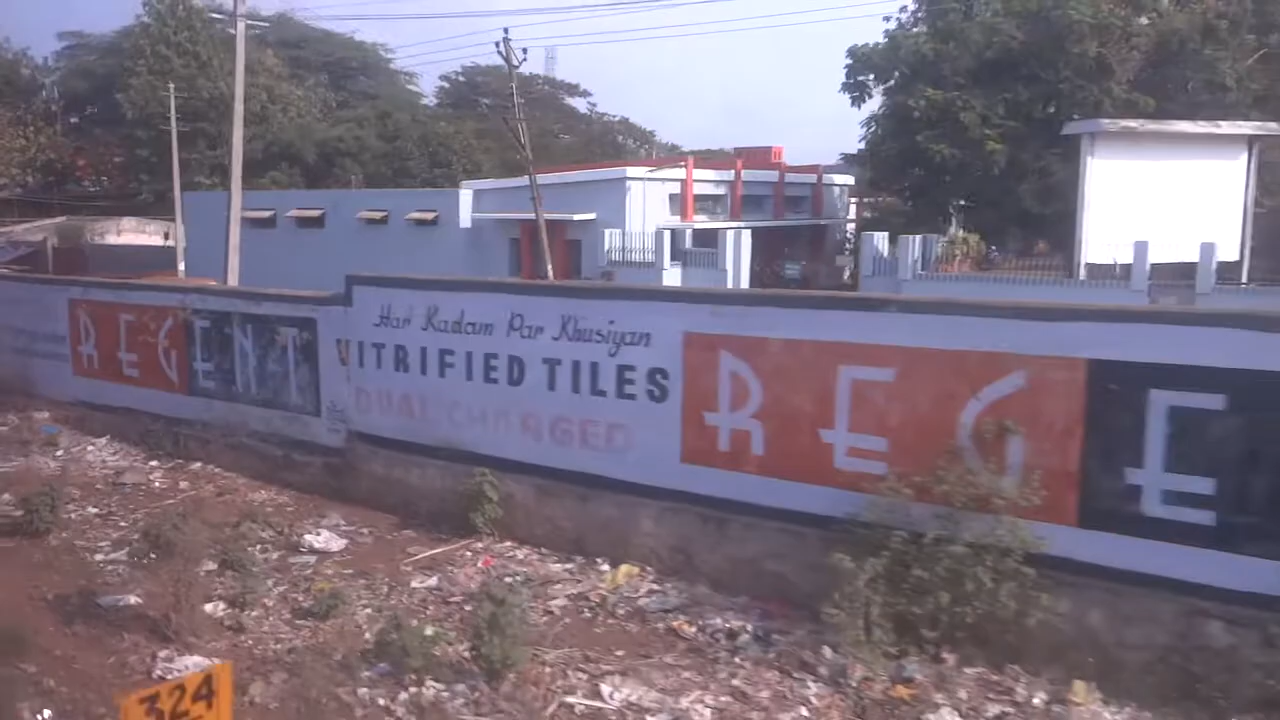 REGENT
Har Kadam Par Khusiyan
VITRIFIED TILES
DUAL CHARGED
REGE
324